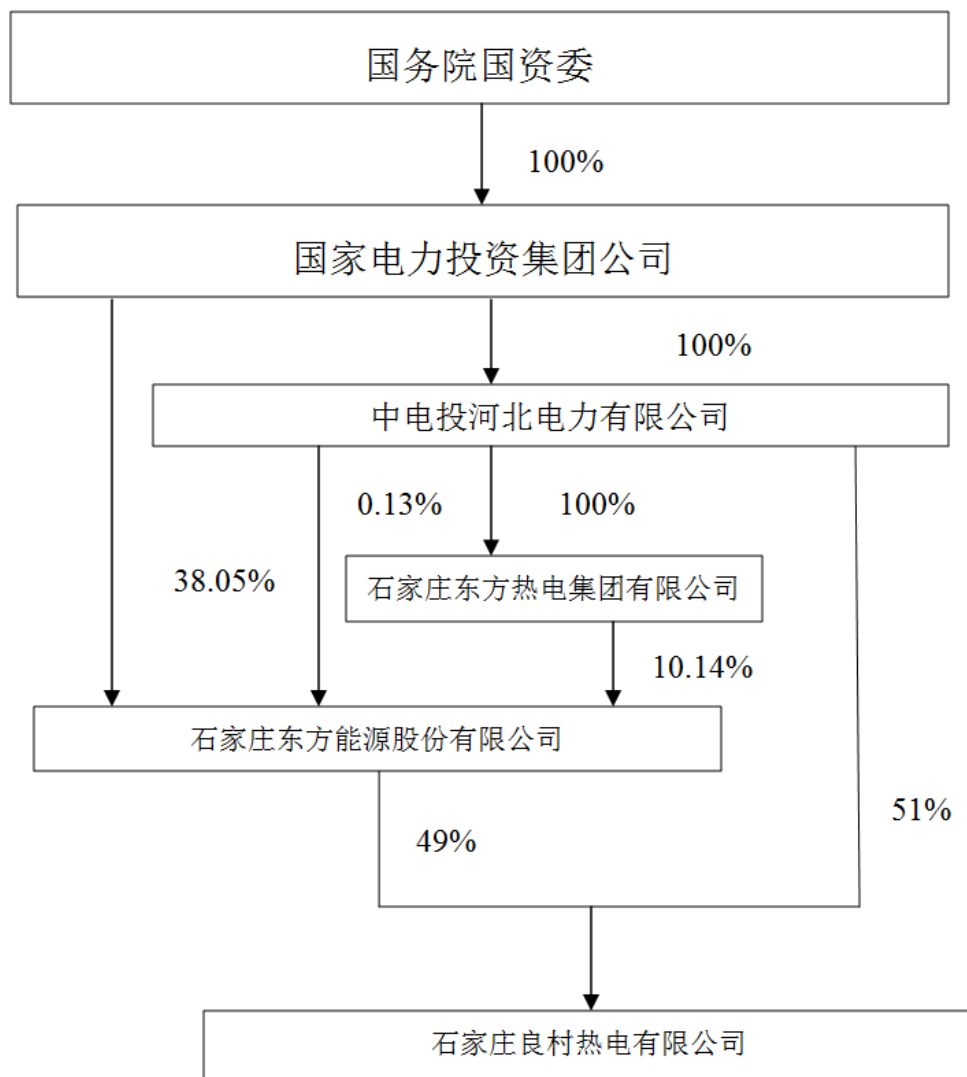 国务院国资委
100%
国家电力投资集团公司
100%
中电投河北电力有限公司
0.13%
100%
38.05%
石家庄东方热电集团有限公司
10.14%
石家庄东方能源股份有限公司
51%
49%
石家庄良村热电有限公司